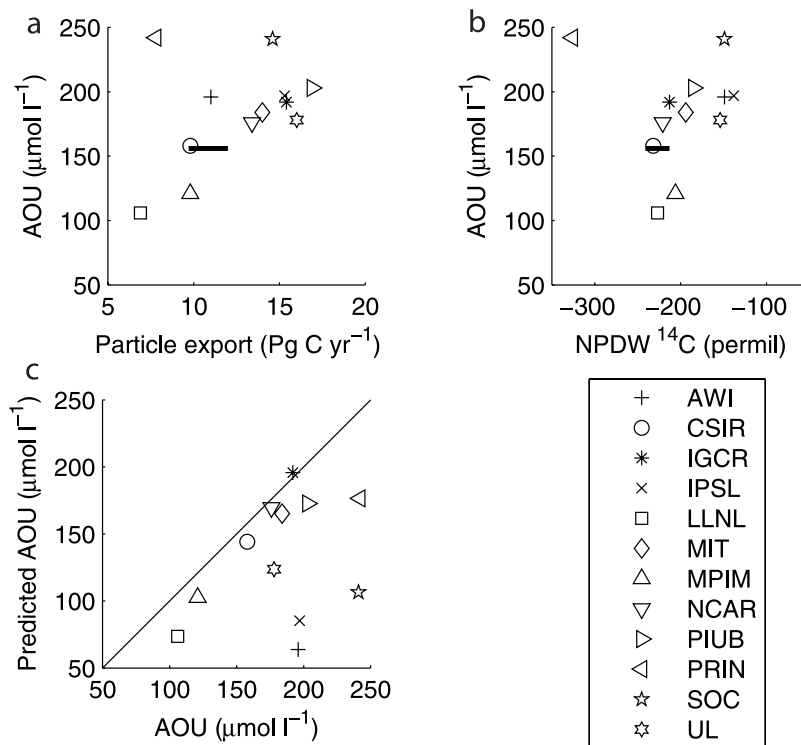 a
250
200
150
100
50
AOU (μmol l⁻¹)
5
10
15
20
Particle export (Pg C yr⁻¹)
b
250
200
150
100
50
AOU (μmol l⁻¹)
−300
−200
−100
NPDW ¹⁴C (permil)
c
250
200
150
100
50
Predicted AOU (μmol l⁻¹)
50
100
150
200
250
AOU (μmol l⁻¹)
AWI
CSIR
IGCR
IPSL
LLNL
MIT
MPIM
NCAR
PIUB
PRIN
SOC
UL